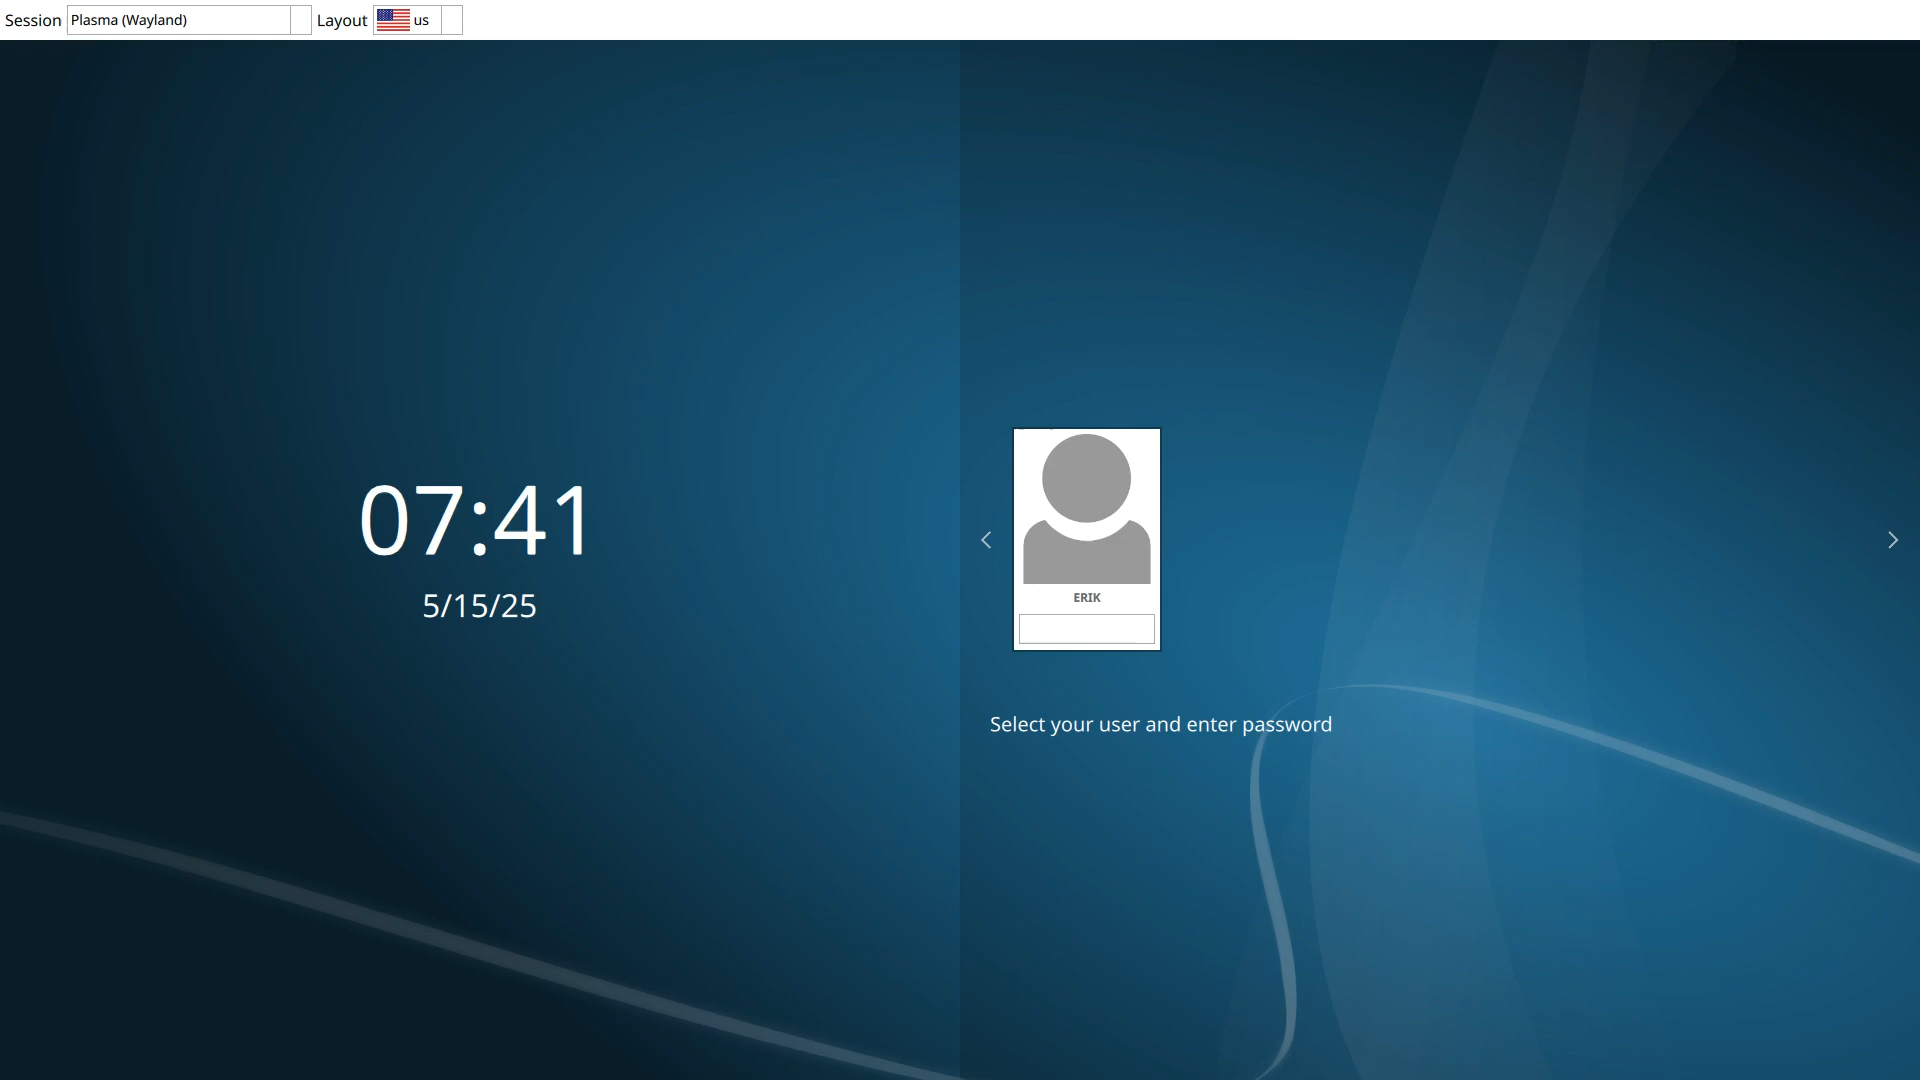 Session Plasma (Wayland) Layout us
07:41
5/15/25
ERIK
Select your user and enter password